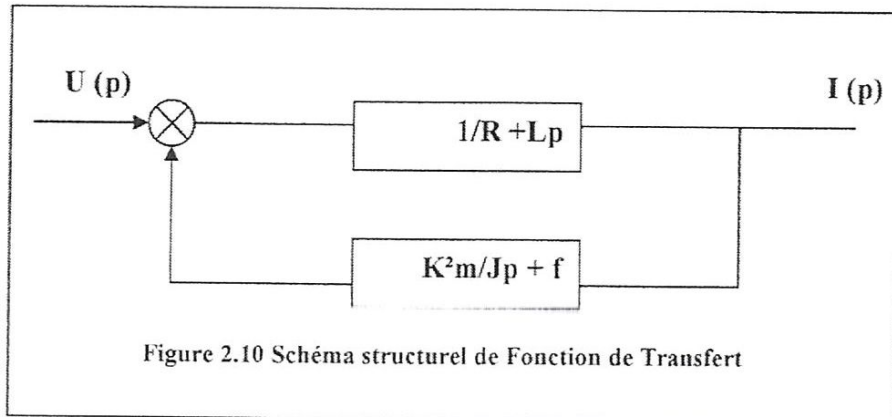 U (p)
I (p)
1/R +Lp
K²m/Jp + f
Figure 2.10 Schéma structurel de Fonction de Transfert